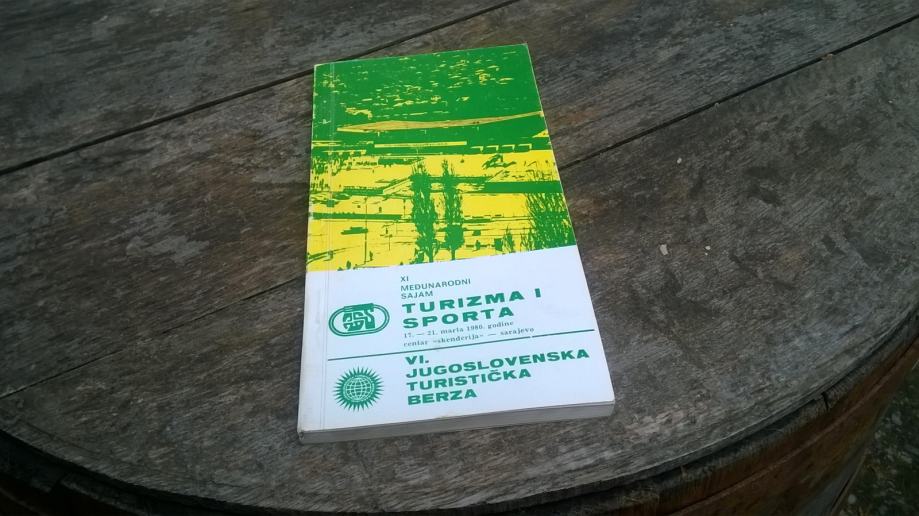 XI
MEĐUNARODNI
SAJAM
TURIZMA I
SPORTA
17. — 21. marta 1980. godine
centar »skenderija« — sarajevo
VI.
JUGOSLOVENSKA
TURISTIČKA
BERZA